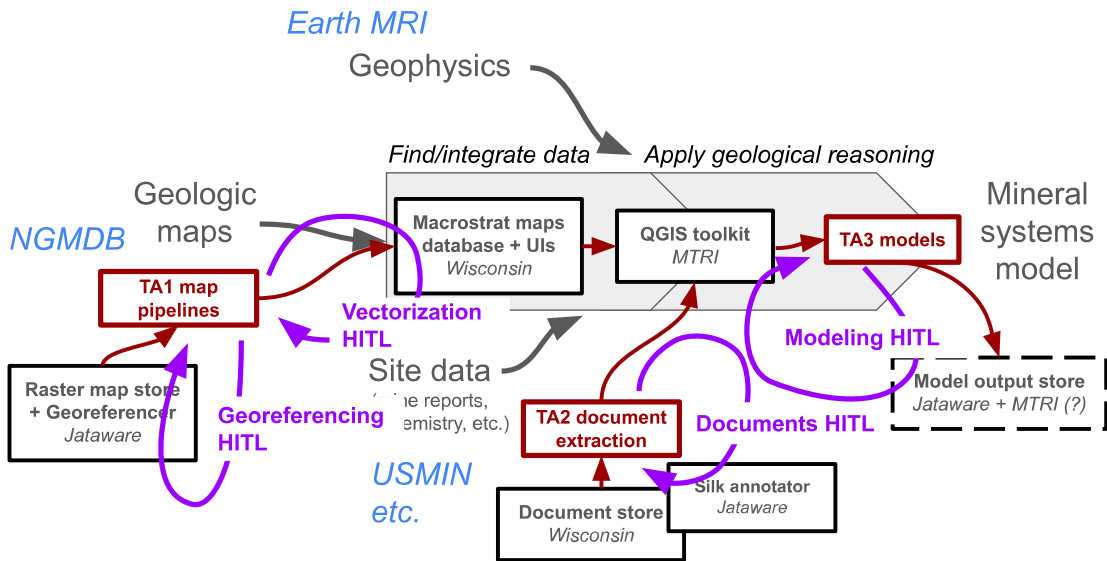 Earth MRI
Geophysics
Find/integrate data
Apply geological reasoning
Geologic
maps
NGMDB
Macrostrat maps
database + UIs
Wisconsin
QGIS toolkit
MTRI
TA3 models
Mineral
systems
model
TA1 map
pipelines
Vectorization
HITL
Modeling HITL
Site data
reports,
etc.)
Raster map store
+ Georeferencer
Jataware
Georeferencing
HITL
TA2 document
extraction
Documents HITL
Model output store
Jataware + MTRI (?)
USMIN
etc.
Document store
Wisconsin
Silk annotator
Jataware